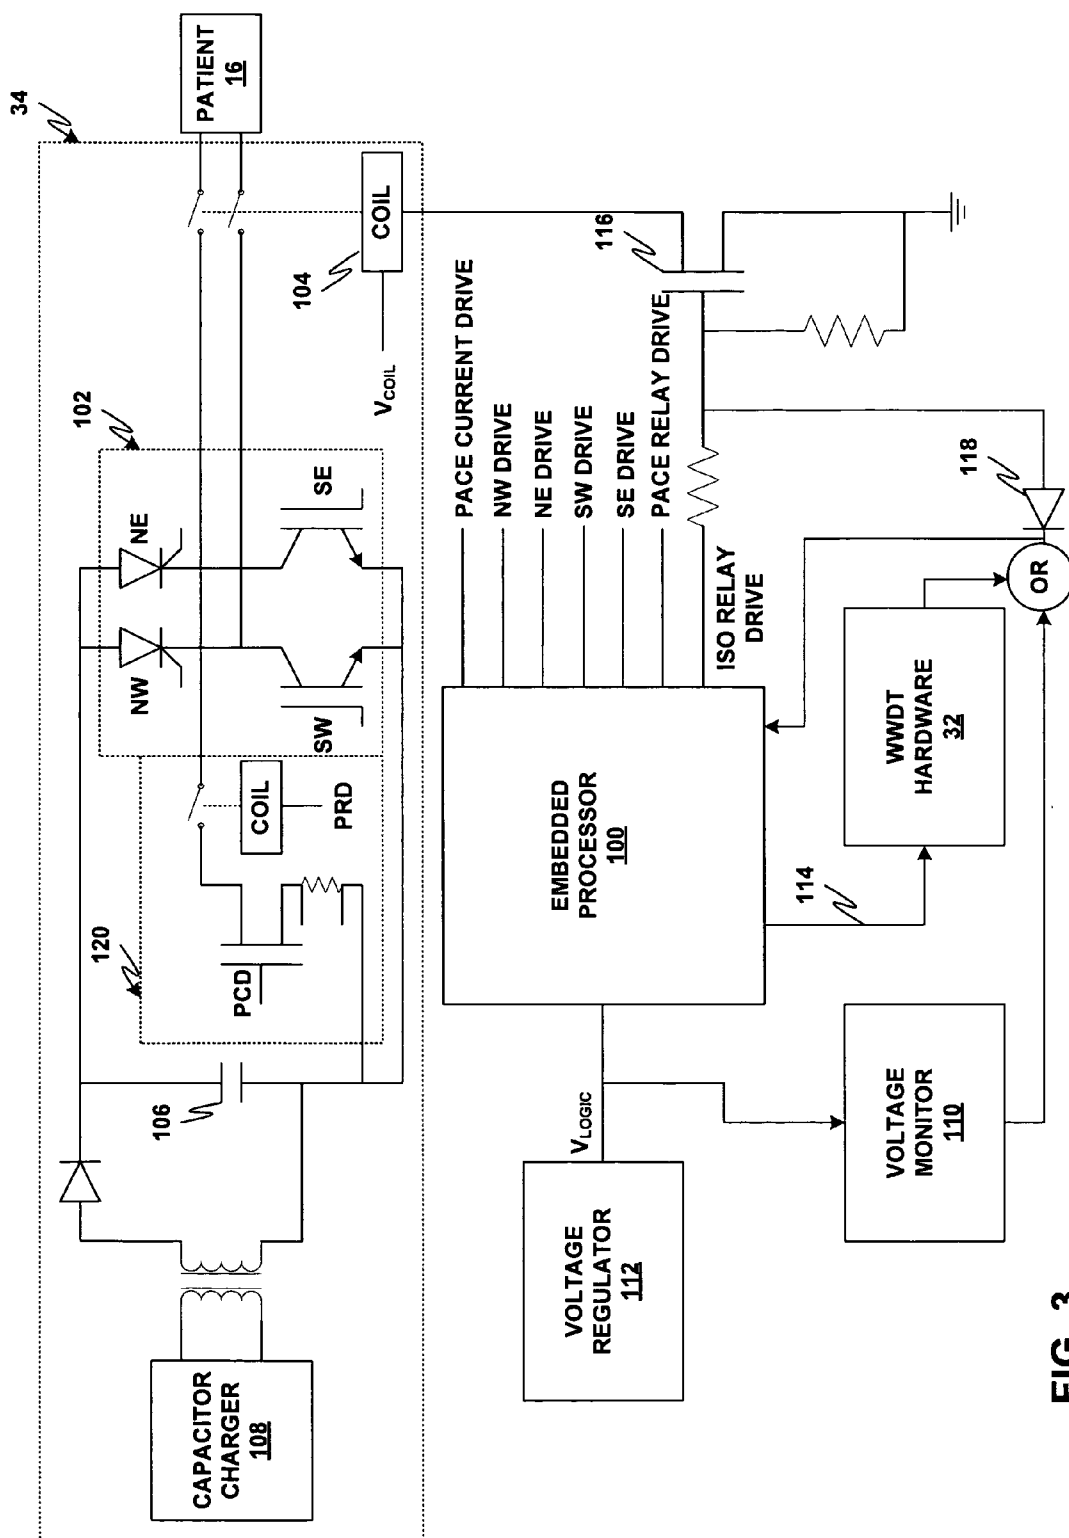 34
PATIENT
16
COIL
104
V COIL
102
NE
SE
NW
SW
COIL
PRD
120
PCD
106
CAPACITOR
CHARGER
108
116
PACE CURRENT DRIVE
NW DRIVE
NE DRIVE
SW DRIVE
SE DRIVE
PACE RELAY DRIVE
ISO RELAY
DRIVE
118
OR
EMBEDDED
PROCESSOR
100
WWDT
HARDWARE
32
114
V LOGIC
VOLTAGE
REGULATOR
112
VOLTAGE
MONITOR
110
FIG. 3